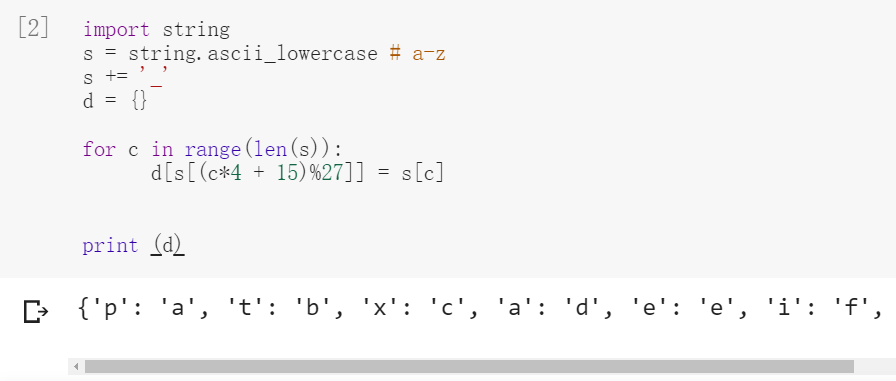 [2]
import string
s = string.ascii_lowercase # a-z
s += '_'
d = {}
for c in range(len(s)):
d[s[(c*4 + 15)%27]] = s[c]
print (d)
{'p': 'a', 't': 'b', 'x': 'c', 'a': 'd', 'e': 'e', 'i': 'f',